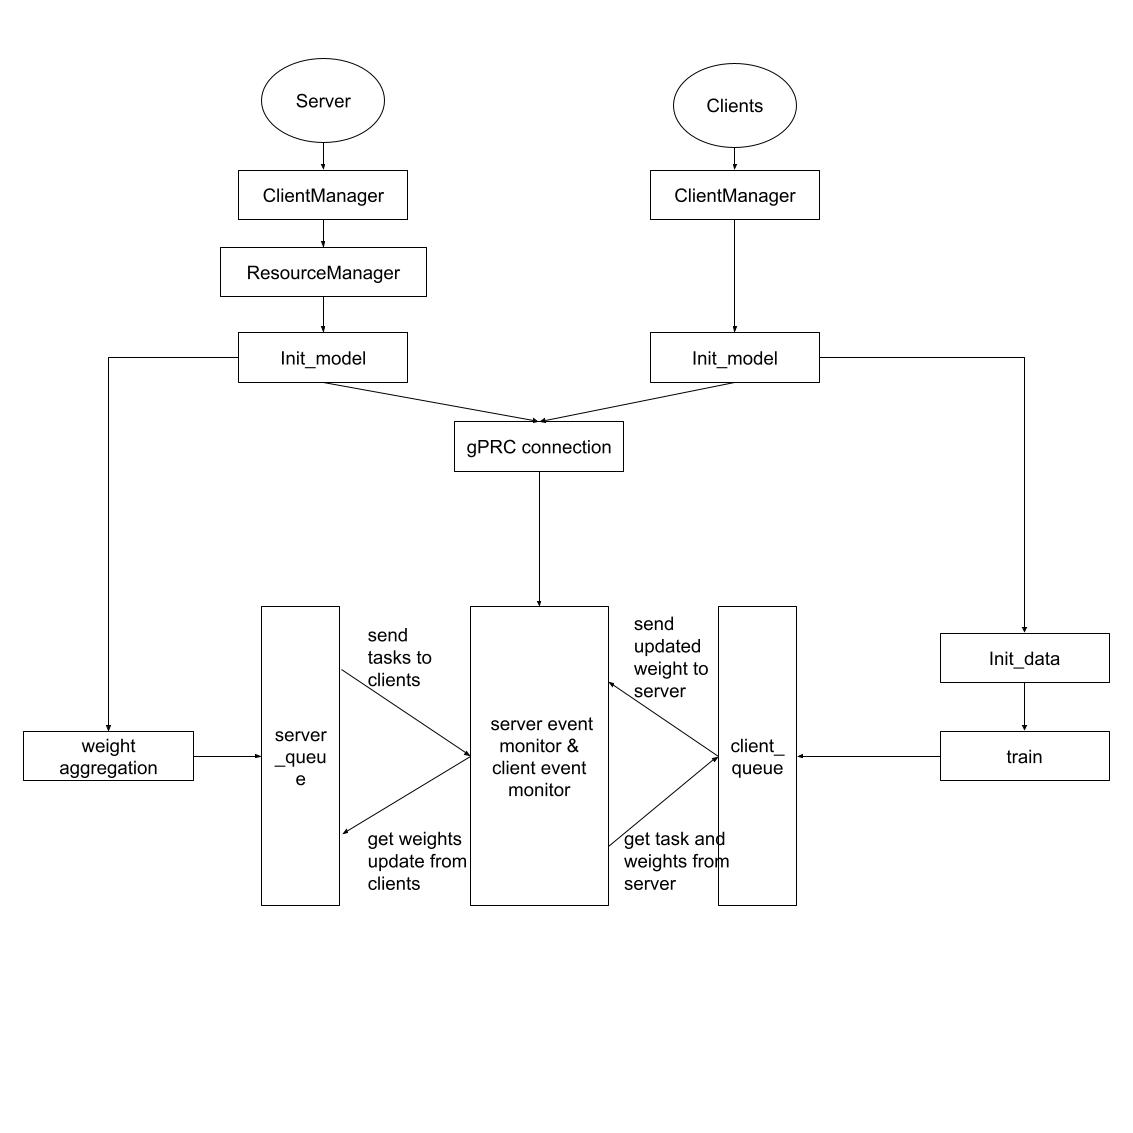 Server
Clients
ClientManager
ClientManager
ResourceManager
Init_model
Init_model
gPRC connection
send
tasks to
clients
send
updated
weight to
server
Init_data
weight
aggregation
server
_queu
e
server event
monitor &
client event
monitor
client_
queue
train
get weights
update from
clients
get task and
weights from
server